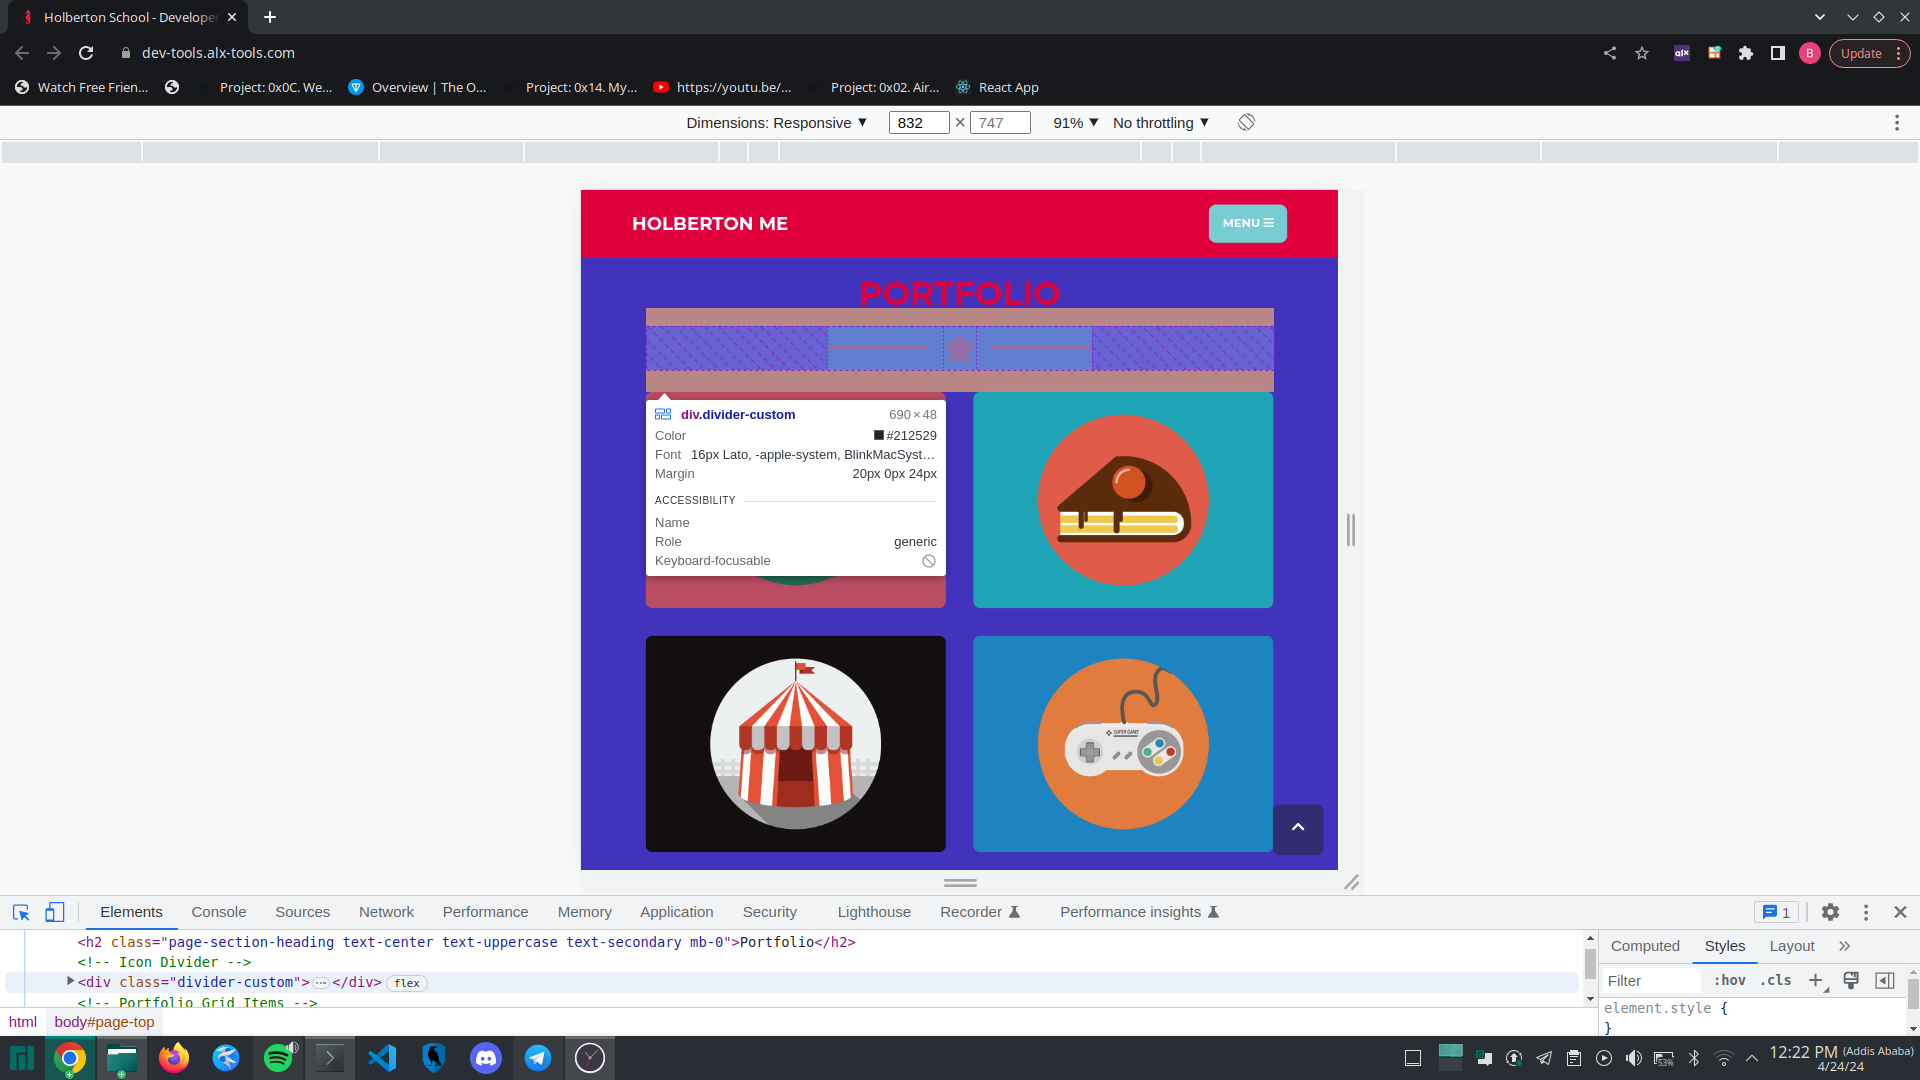 Holberton School - Developer
dev-tools.alx-tools.com
Update
Watch Free Frien...
Project: 0x0C. We...
Overview | The O...
Project: 0x14. My...
https://youtu.be/...
Project: 0x02. Air...
React App
Dimensions: Responsive
832 × 747
91%
No throttling
HOLBERTON ME
MENU
PORTFOLIO
div.divider-custom 690 × 48
Color #212529
Font 16px Lato, -apple-system, BlinkMacSyst...
Margin 20px 0px 24px
ACCESSIBILITY
Name
Role generic
Keyboard-focusable
SUPER GAME
Elements Console Sources Network Performance Memory Application Security Lighthouse Recorder Performance insights 1
<h2 class="page-section-heading text-center text-uppercase text-secondary mb-0">Portfolio</h2>
<!-- Icon Divider -->
<div class="divider-custom">…</div> flex
<!-- Portfolio Grid Items -->
html body#page-top
Computed Styles Layout
Filter :hov .cls
element.style {
}
53%
12:22 PM (Addis Ababa)
4/24/24